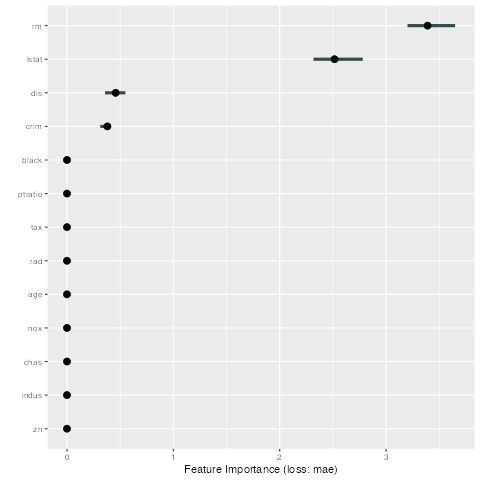 rm
lstat
dis
crim
black
ptratio
tax
rad
age
nox
chas
indus
zn
0 1 2 3
Feature Importance (loss: mae)